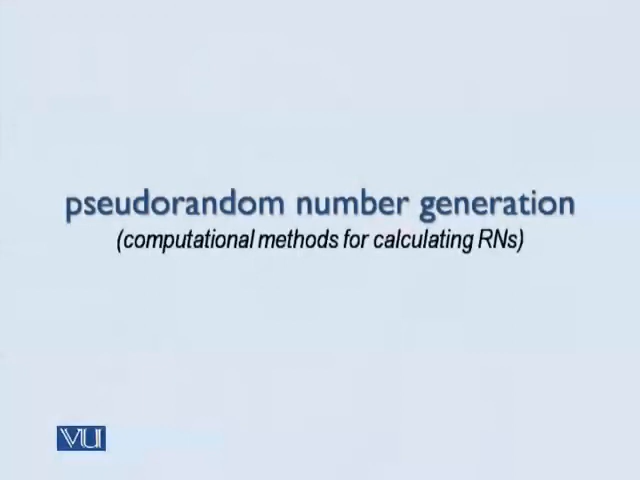 pseudorandom number generation
(computational methods for calculating RNs)
VU